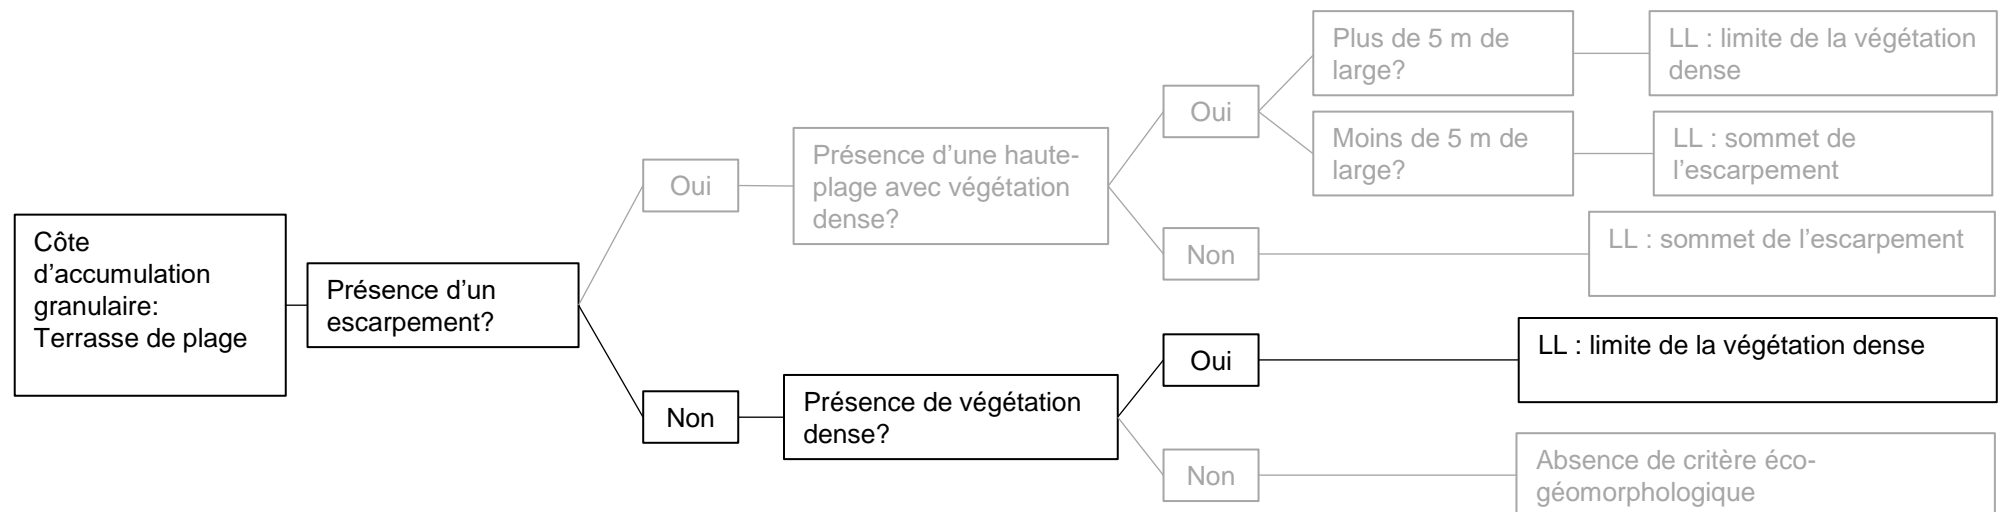 Côte
d'accumulation
granulaire:
Terrasse de plage
Présence d'un
escarpement?
Oui
Présence d'une haute-
plage avec végétation
dense?
Oui
Plus de 5 m de
large?
LL : limite de la végétation
dense
Moins de 5 m de
large?
LL : sommet de
l'escarpement
Non
LL : sommet de l'escarpement
Non
Présence de végétation
dense?
Oui
LL : limite de la végétation dense
Non
Absence de critère éco-
géomorphologique